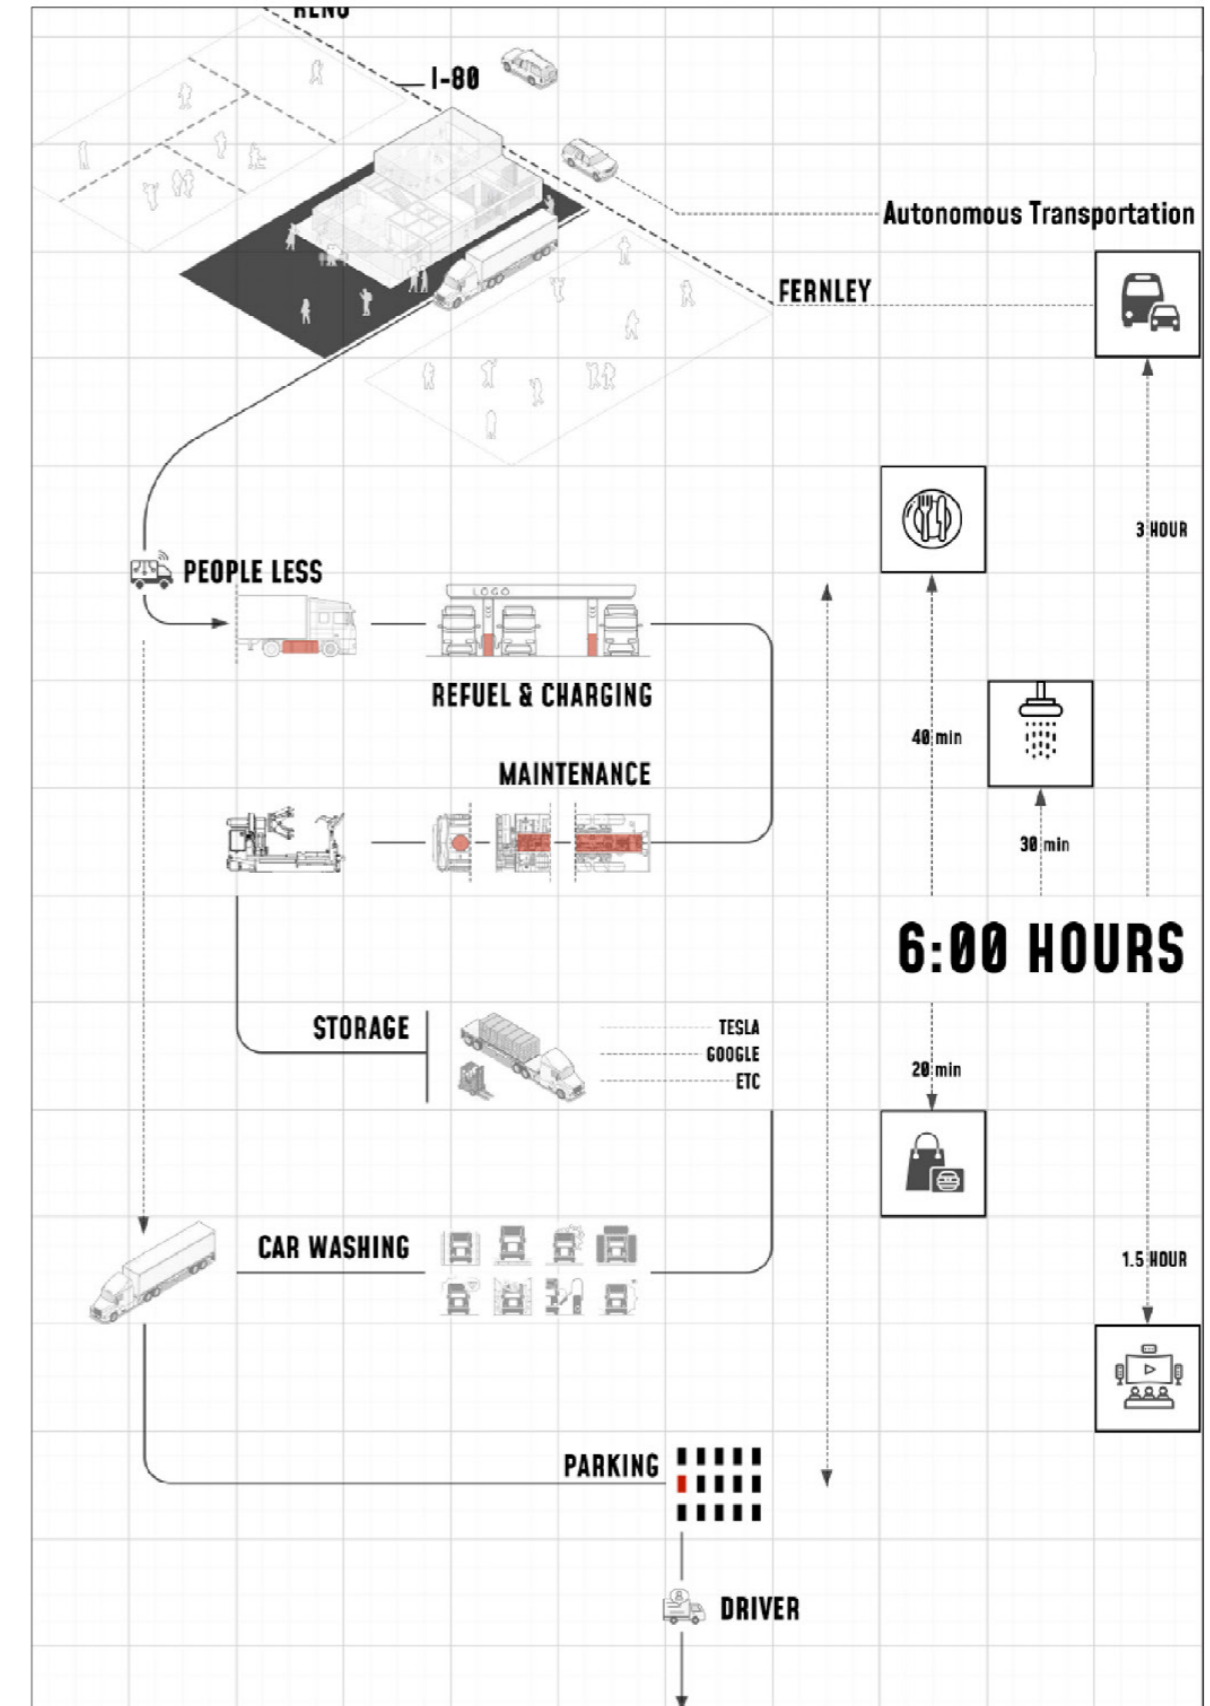 RENO
I-80
Autonomous Transportation
FERNLEY
3 HOUR
PEOPLE LESS
LOGO
REFUEL & CHARGING
40 min
MAINTENANCE
30 min
6:00 HOURS
STORAGE
TESLA
GOOGLE
ETC
20 min
CAR WASHING
1.5 HOUR
PARKING
DRIVER